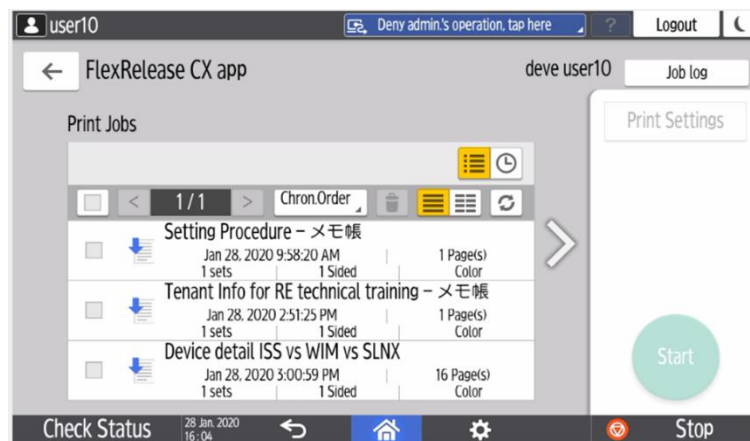 user10 Deny admin.'s operation, tap here ? Logout
FlexRelease CX app deve user10 Job log
Print Jobs Print Settings
< 1/1 > Chron.Order
Setting Procedure – メモ帳
Jan 28, 2020 9:58:20 AM 1 Page(s)
1 sets 1 Sided Color
Tenant Info for RE technical training – メモ帳
Jan 28, 2020 2:51:25 PM 1 Page(s)
1 sets 1 Sided Color
Device detail ISS vs WIM vs SLNX
Jan 28, 2020 3:00:59 PM 16 Page(s)
1 sets 1 Sided Color
Start
Check Status 28 Jan. 2020 Stop
16:04